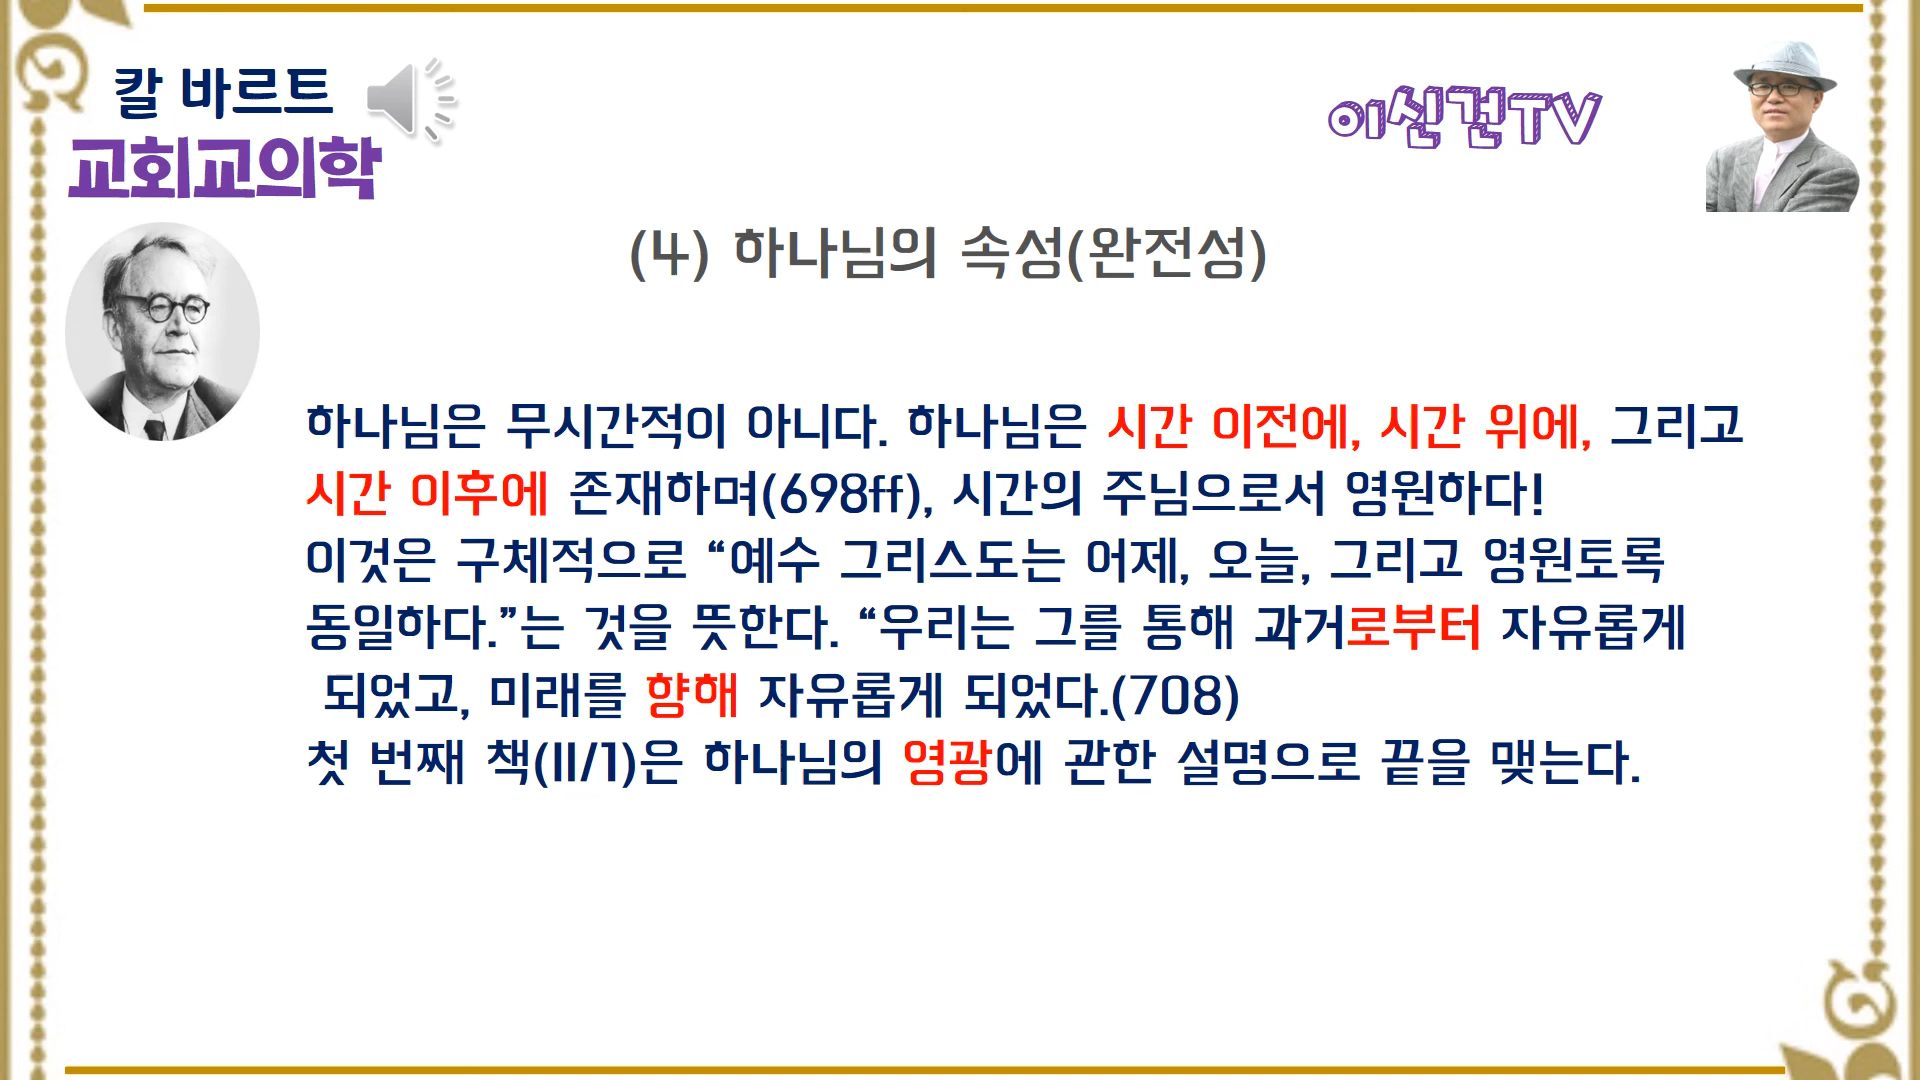 칼 바르트
교회교의학
이신건TV
(4) 하나님의 속성(완전성)
하나님은 무시간적이 아니다. 하나님은 시간 이전에, 시간 위에, 그리고
시간 이후에 존재하며(698ff), 시간의 주님으로서 영원하다!
이것은 구체적으로 “예수 그리스도는 어제, 오늘, 그리고 영원토록
동일하다.”는 것을 뜻한다. “우리는 그를 통해 과거로부터 자유롭게
되었고, 미래를 향해 자유롭게 되었다.(708)
첫 번째 책(II/1)은 하나님의 영광에 관한 설명으로 끝을 맺는다.